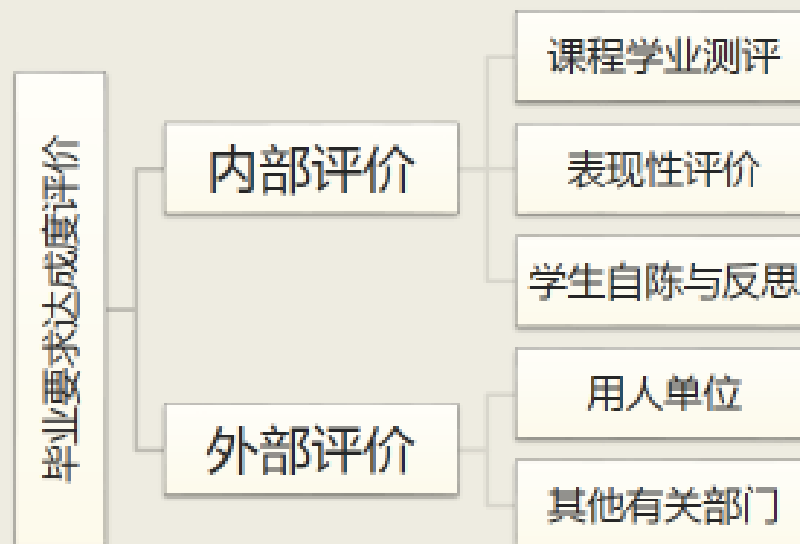 毕业要求达成度评价
内部评价
课程学业测评
表现性评价
学生自陈与反思
外部评价
用人单位
其他有关部门